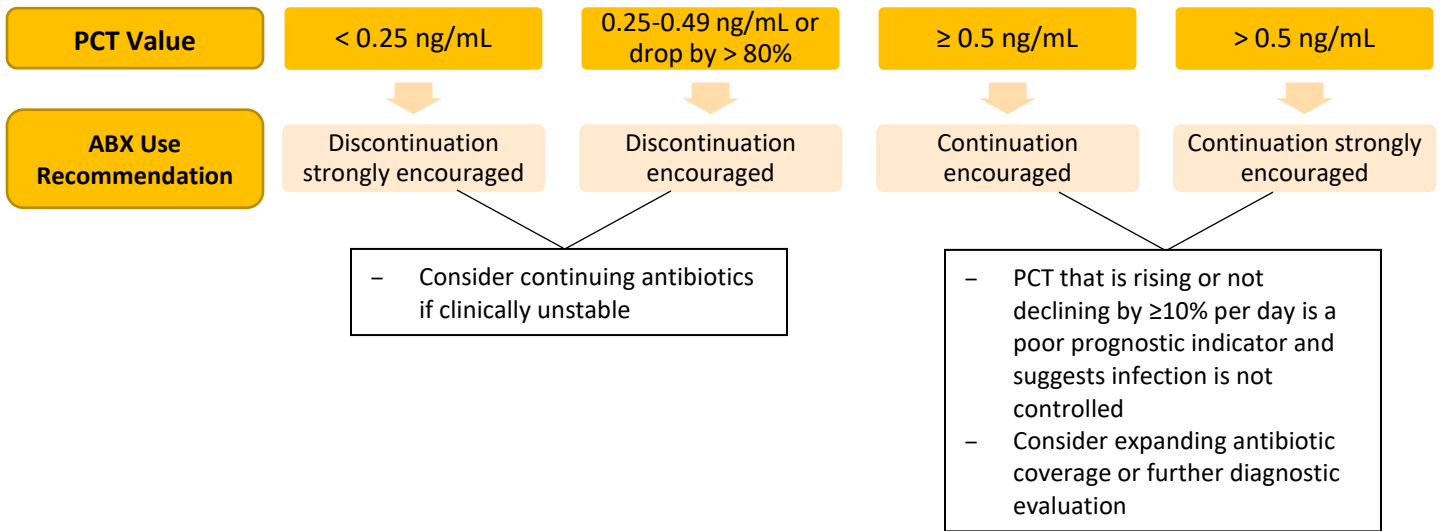 PCT Value
< 0.25 ng/mL
0.25-0.49 ng/mL or
drop by > 80%
≥ 0.5 ng/mL
> 0.5 ng/mL
ABX Use
Recommendation
Discontinuation
strongly encouraged
Discontinuation
encouraged
Continuation
encouraged
Continuation strongly
encouraged
– Consider continuing antibiotics
if clinically unstable
– PCT that is rising or not
declining by ≥10% per day is a
poor prognostic indicator and
suggests infection is not
controlled
– Consider expanding antibiotic
coverage or further diagnostic
evaluation